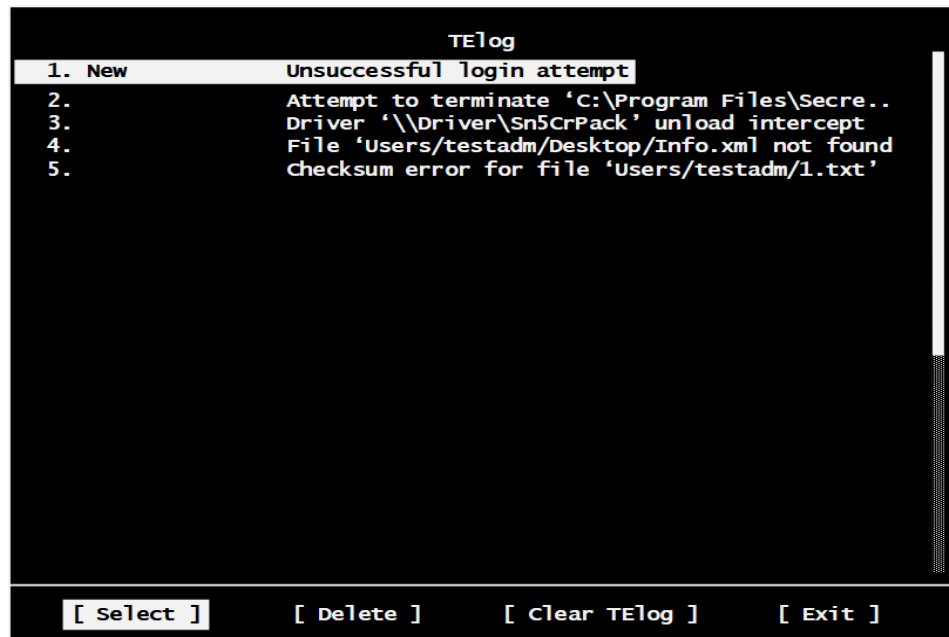 TElog
1. New Unsuccessful login attempt
2. Attempt to terminate ‘C:\Program Files\Secre..
3. Driver ‘\\Driver\Sn5CrPack’ unload intercept
4. File ‘Users/testadm/Desktop/Info.xml not found
5. Checksum error for file ‘Users/testadm/1.txt’
[ Select ] [ Delete ] [ Clear TElog ] [ Exit ]